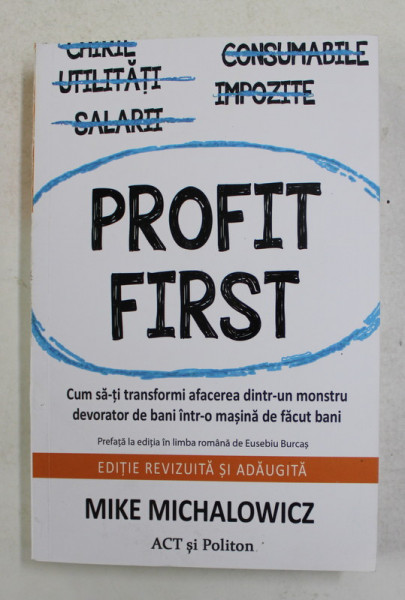 CHIRIE
CONSUMABILE
UTILITĂȚI
IMPOZITE
SALARII
PROFIT
FIRST
Cum să-ți transformi afacerea dintr-un monstru
devorator de bani într-o mașină de făcut bani
Prefață la ediția în limba română de Eusebiu Burcaș
EDIȚIE REVIZUITĂ ȘI ADĂUGITĂ
MIKE MICHALOWICZ
ACT și Politon